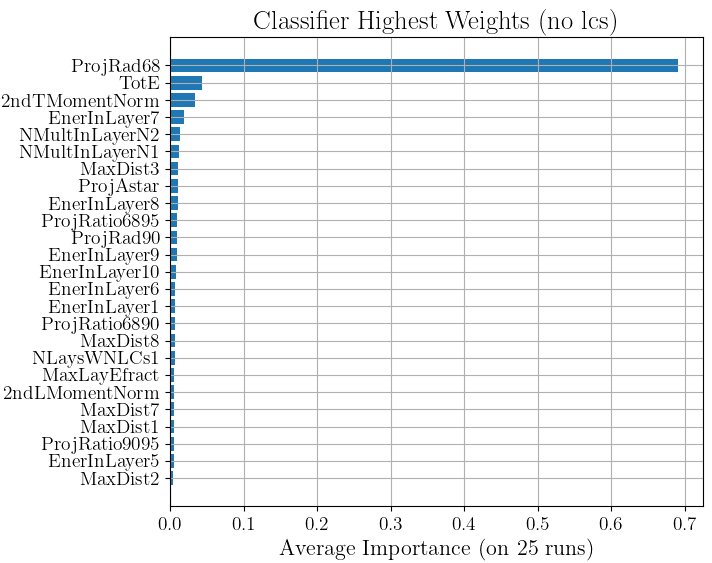 Classifier Highest Weights (no lcs)
ProjRad68
TotE
2ndTMomentNorm
EnerInLayer7
NMultInLayerN2
NMultInLayerN1
MaxDist3
ProjAstar
EnerInLayer8
ProjRatio6895
ProjRad90
EnerInLayer9
EnerInLayer10
EnerInLayer6
EnerInLayer1
ProjRatio6890
MaxDist8
NLaysWNLCs1
MaxLayEfract
2ndLMomentNorm
MaxDist7
MaxDist1
ProjRatio9095
EnerInLayer5
MaxDist2
0.0 0.1 0.2 0.3 0.4 0.5 0.6 0.7
Average Importance (on 25 runs)